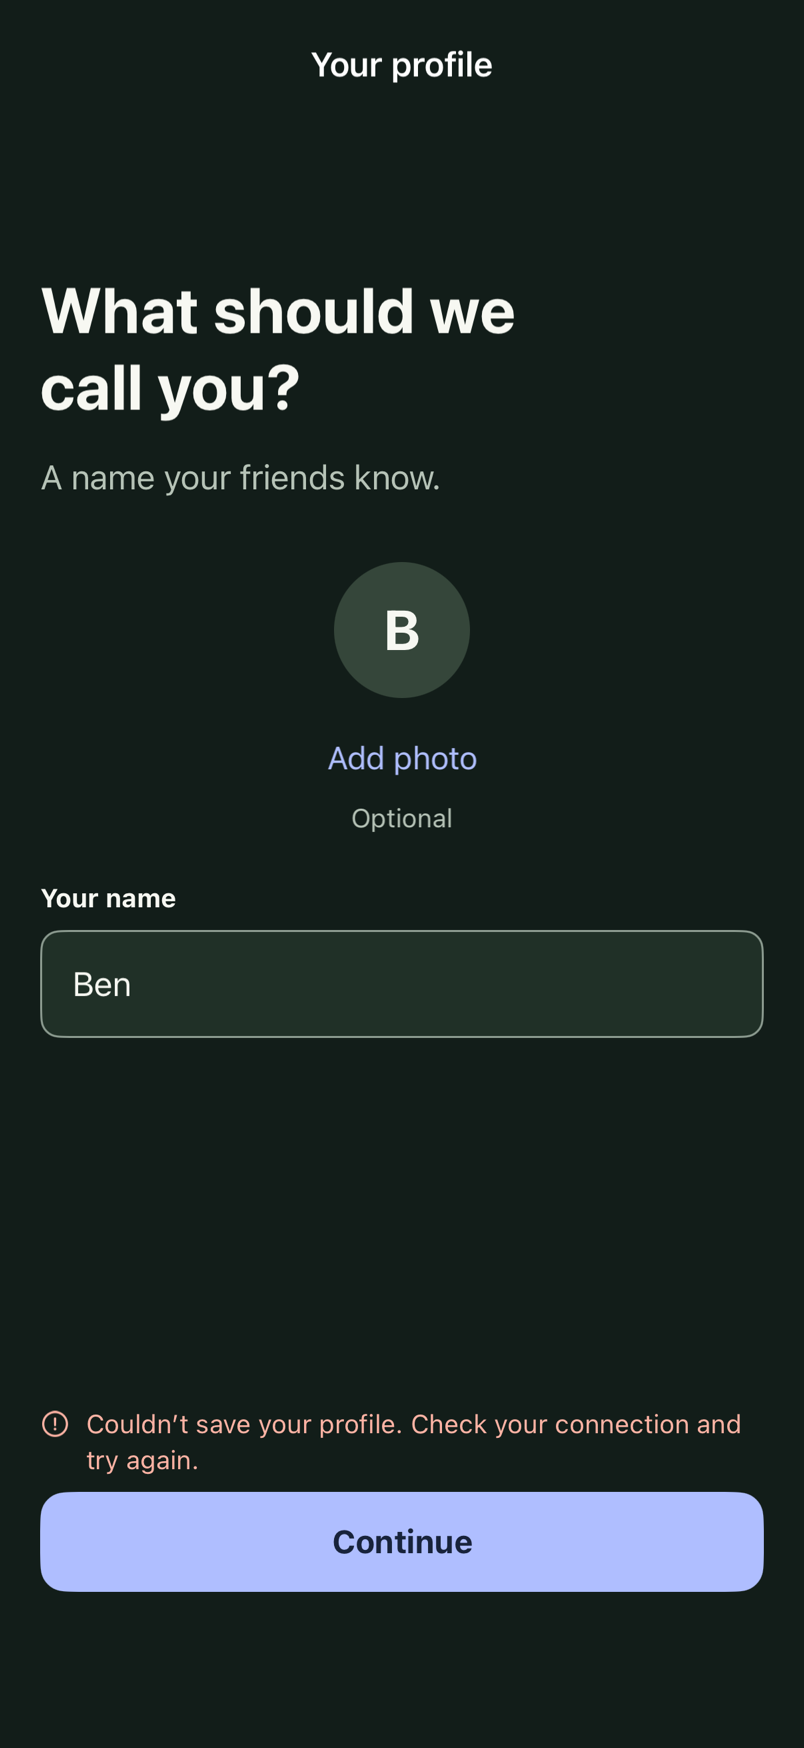 Your profile
What should we
call you?
A name your friends know.
B
Add photo
Optional
Your name
Ben
Couldn’t save your profile. Check your connection and
try again.
Continue